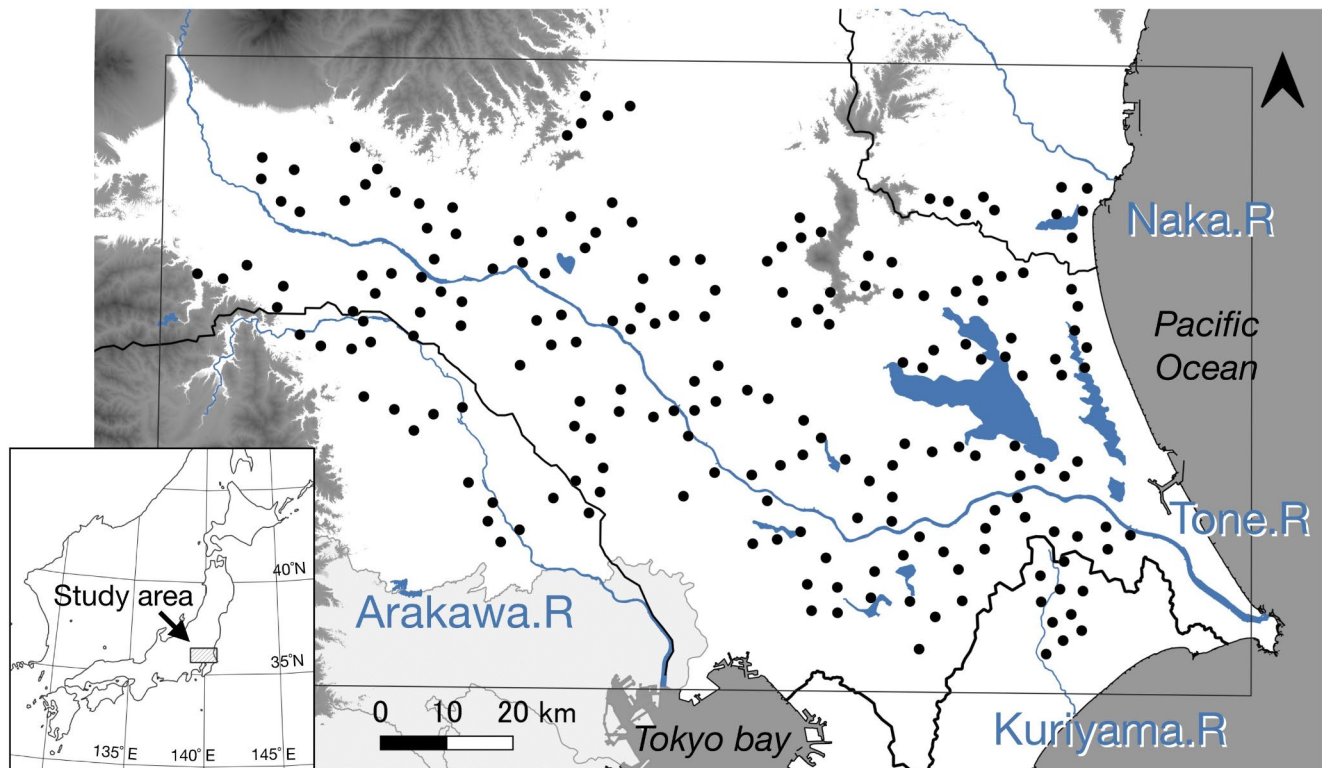 Naka.R
Pacific
Ocean
Tone.R
Study area
40°N
35°N
135°E
140°E
145°E
Arakawa.R
0 10 20 km
Tokyo bay
Kuriyama.R